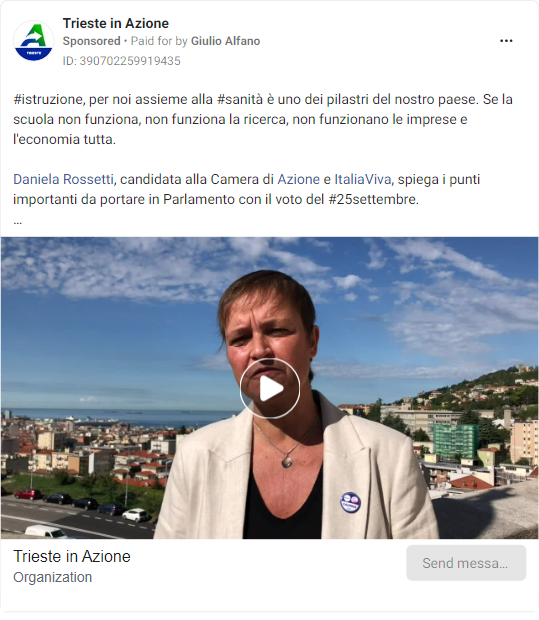 Trieste in Azione
Sponsored • Paid for by Giulio Alfano
ID: 390702259919435
#istruzione, per noi assieme alla #sanità è uno dei pilastri del nostro paese. Se la
scuola non funziona, non funziona la ricerca, non funzionano le imprese e
l'economia tutta.
Daniela Rossetti, candidata alla Camera di Azione e ItaliaViva, spiega i punti
importanti da portare in Parlamento con il voto del #25settembre.
...
Trieste in Azione
Organization
Send messa...